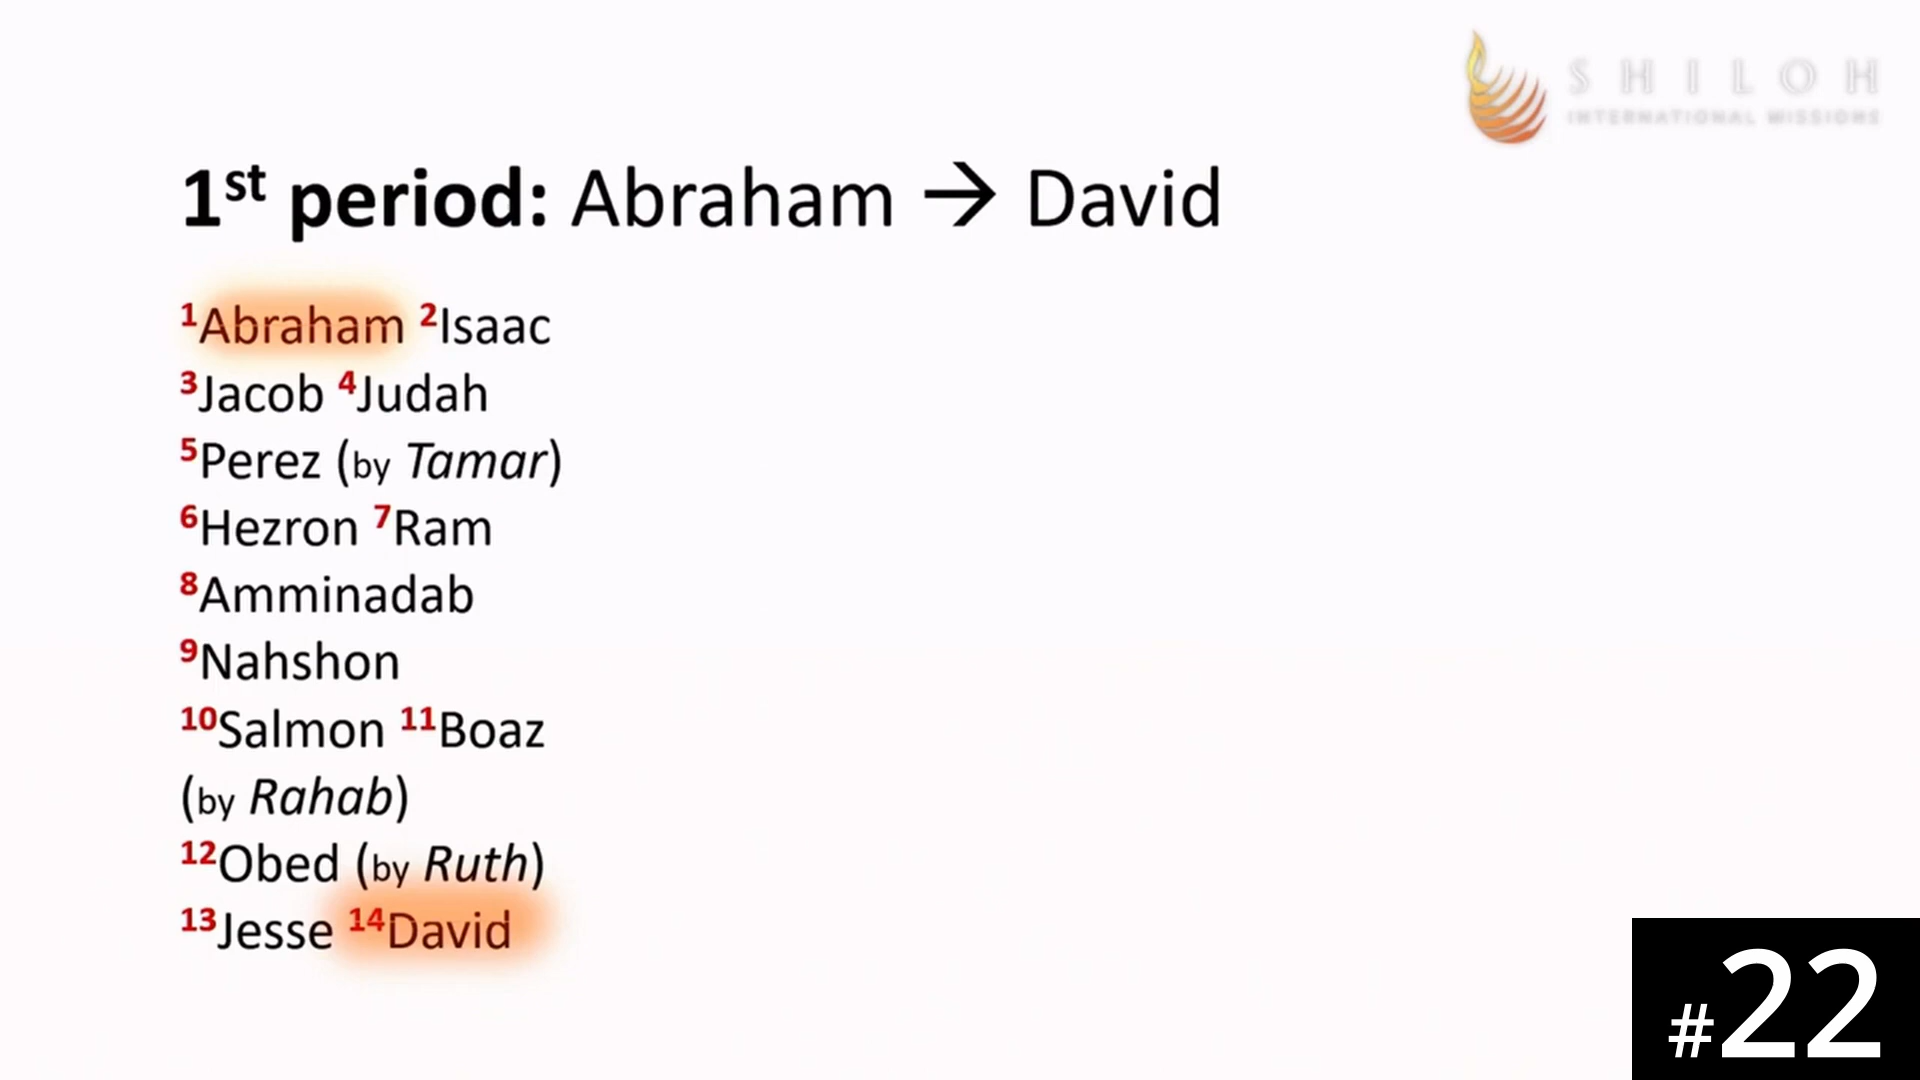 SHILOH
INTERNATIONAL MISSIONS
1st period: Abraham → David
1Abraham 2Isaac
3Jacob 4Judah
5Perez (by Tamar)
6Hezron 7Ram
8Amminadab
9Nahshon
10Salmon 11Boaz
(by Rahab)
12Obed (by Ruth)
13Jesse 14David
#22